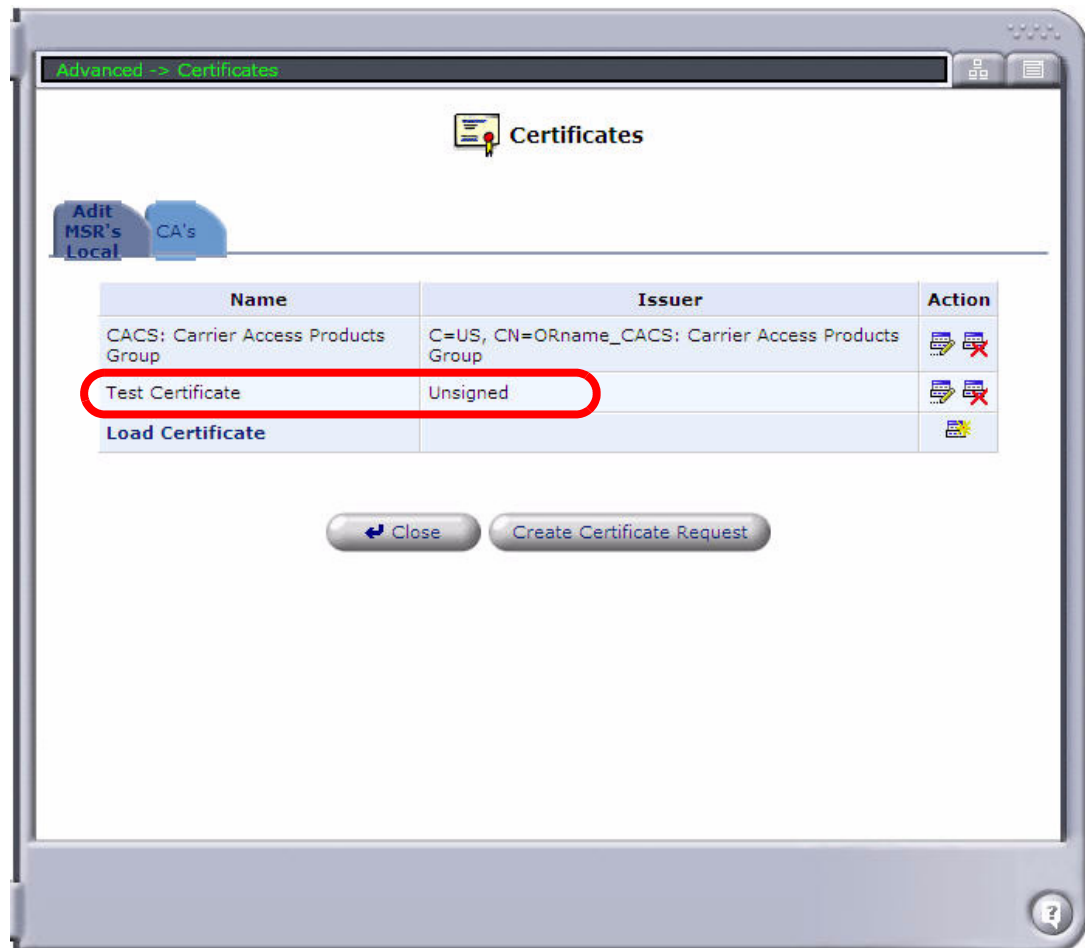 Advanced -> Certificates
Certificates
Adit
MSR's
Local
CA's
Name Issuer Action
CACS: Carrier Access Products Group C=US, CN=ORname_CACS: Carrier Access Products Group
Test Certificate Unsigned
Load Certificate
Close Create Certificate Request
?